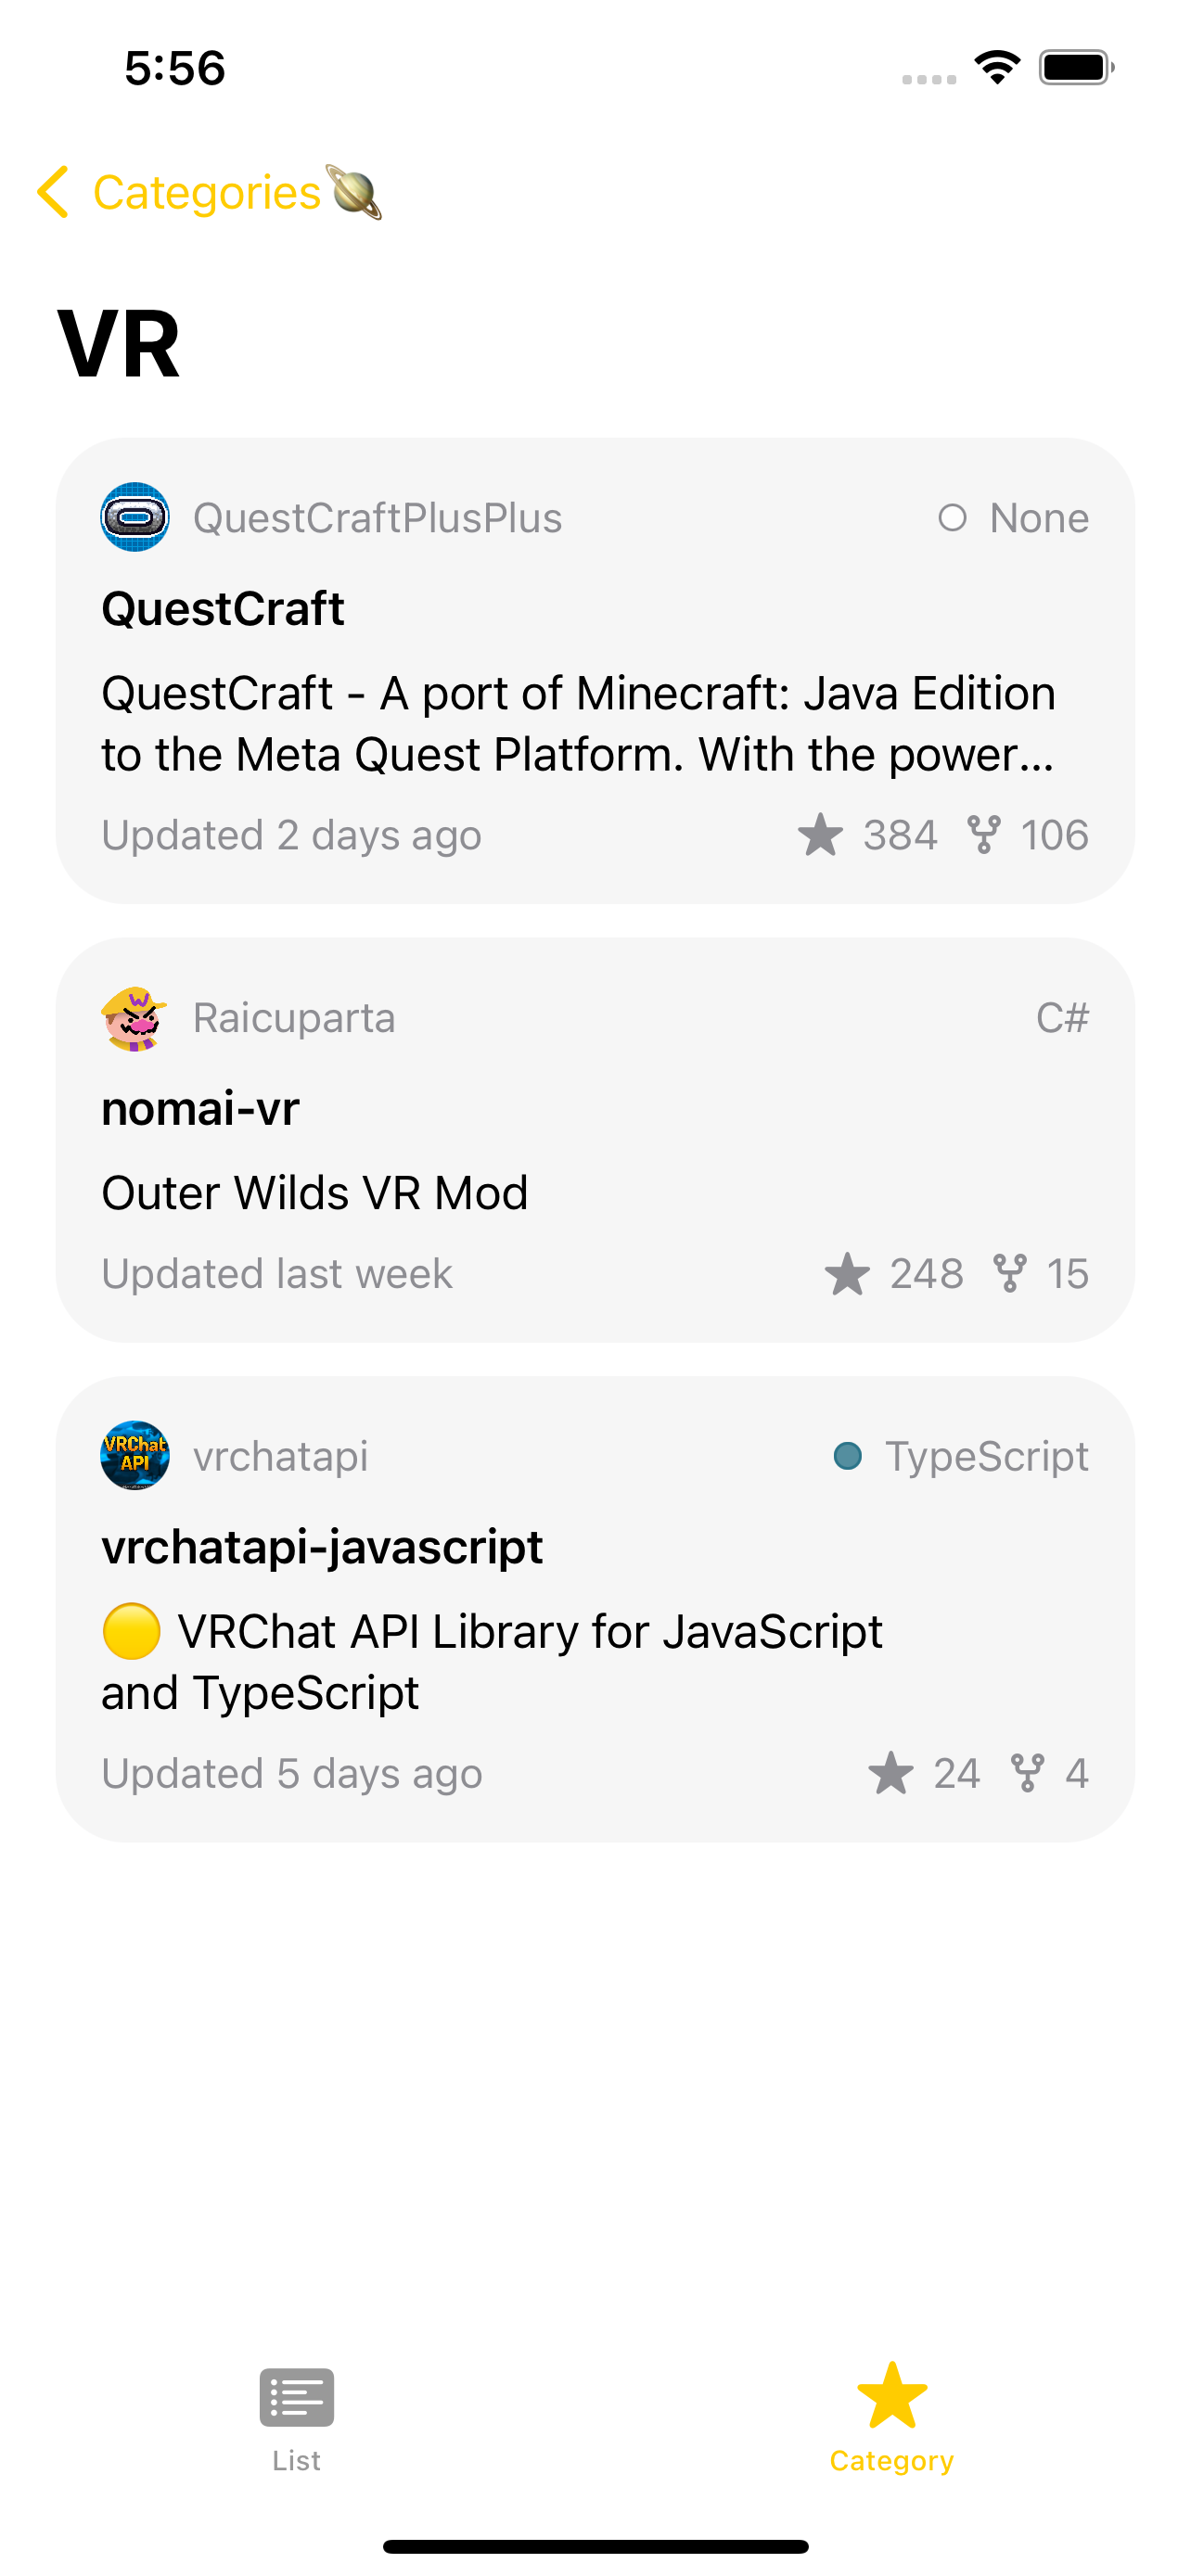 5:56
Categories🪐
VR
QuestCraftPlusPlus
None
QuestCraft
QuestCraft - A port of Minecraft: Java Edition
to the Meta Quest Platform. With the power...
Updated 2 days ago
384
106
Raicuparta
C#
nomai-vr
Outer Wilds VR Mod
Updated last week
248
15
VRChat
API
vrchatapi
TypeScript
vrchatapi-javascript
🟡 VRChat API Library for JavaScript
and TypeScript
Updated 5 days ago
24
4
List
Category